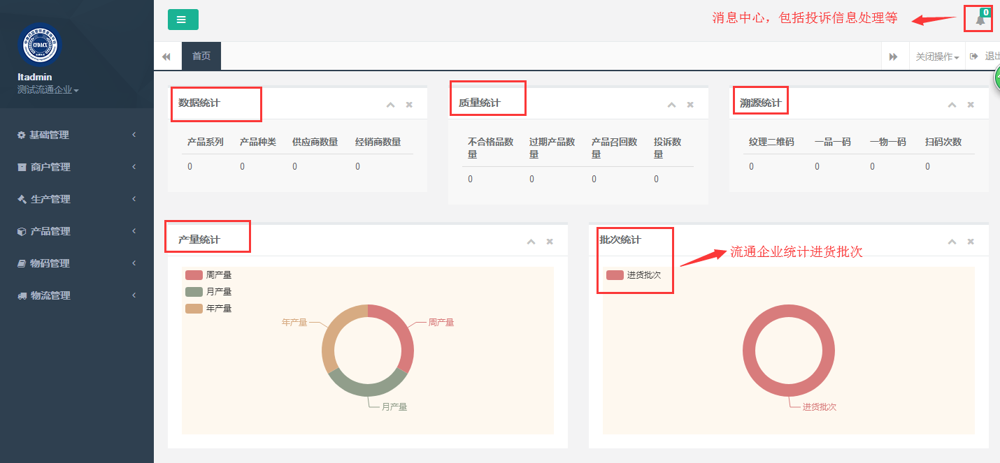 消息中心，包括投诉信息处理等
0
CFDACX
ltadmin
测试流通企业
首页
关闭操作
退出
基础管理
商户管理
生产管理
产品管理
物码管理
物流管理
数据统计
产品系列 产品种类 供应商数量 经销商数量
0 0 0 0
质量统计
不合格品数量 过期产品数量 产品召回数量 投诉数量
0 0 0 0
溯源统计
纹理二维码 一品一码 一物一码 扫码次数
0 0 0 0
产量统计
周产量
月产量
年产量
年产量
周产量
月产量
批次统计
流通企业统计进货批次
进货批次
进货批次